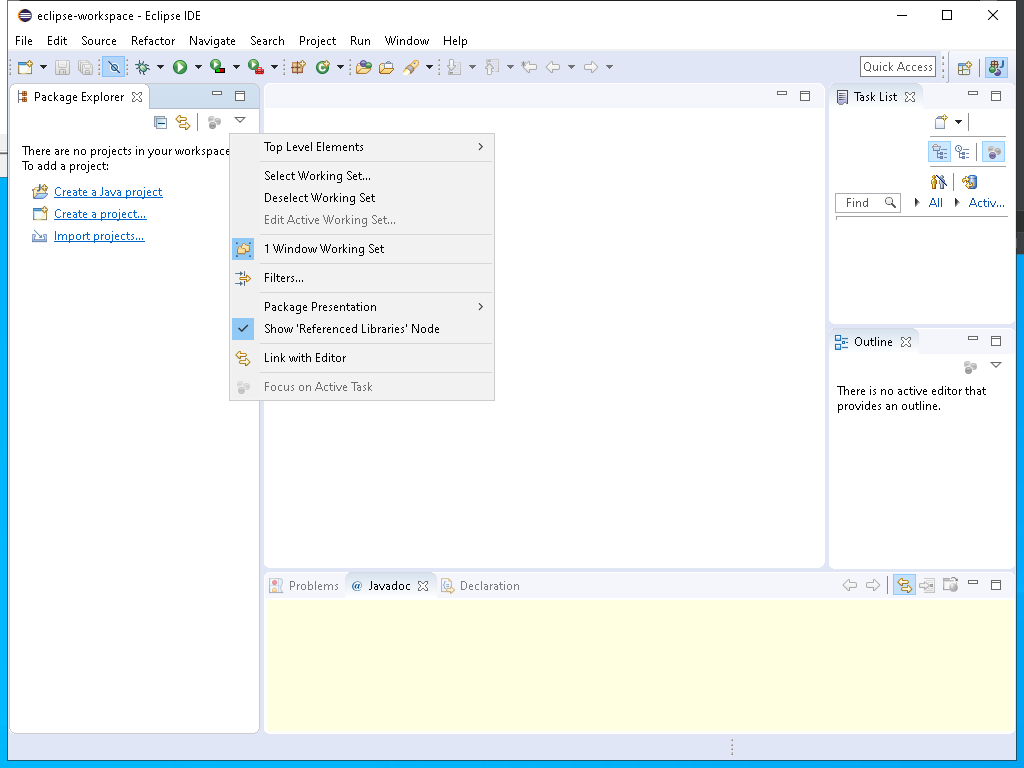 eclipse-workspace - Eclipse IDE
File Edit Source Refactor Navigate Search Project Run Window Help
Quick Access
Package Explorer
There are no projects in your workspace
To add a project:
Create a Java project
Create a project...
Import projects...
Top Level Elements
Select Working Set...
Deselect Working Set
Edit Active Working Set...
1 Window Working Set
Filters...
Package Presentation
Show 'Referenced Libraries' Node
Link with Editor
Focus on Active Task
Task List
Find All Activ...
Outline
There is no active editor that
provides an outline.
Problems @ Javadoc Declaration